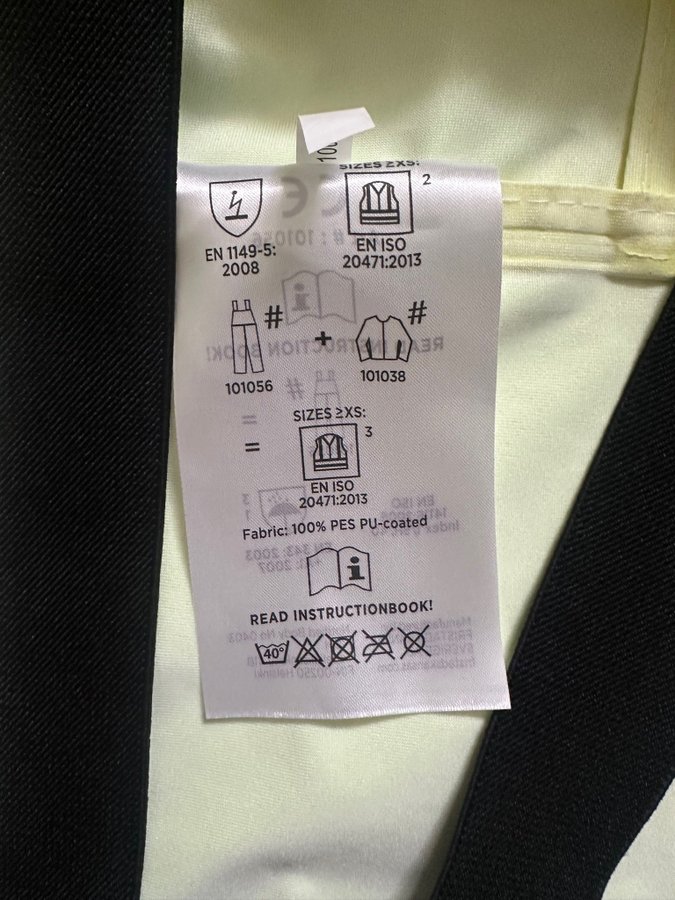 SIZES ≥XS:
2
EN 1149-5:
2008
EN ISO
20471:2013
# + #
101056 101038
SIZES ≥XS:
= 3
EN ISO
20471:2013
Fabric: 100% PES PU-coated
i
READ INSTRUCTIONBOOK!
40°